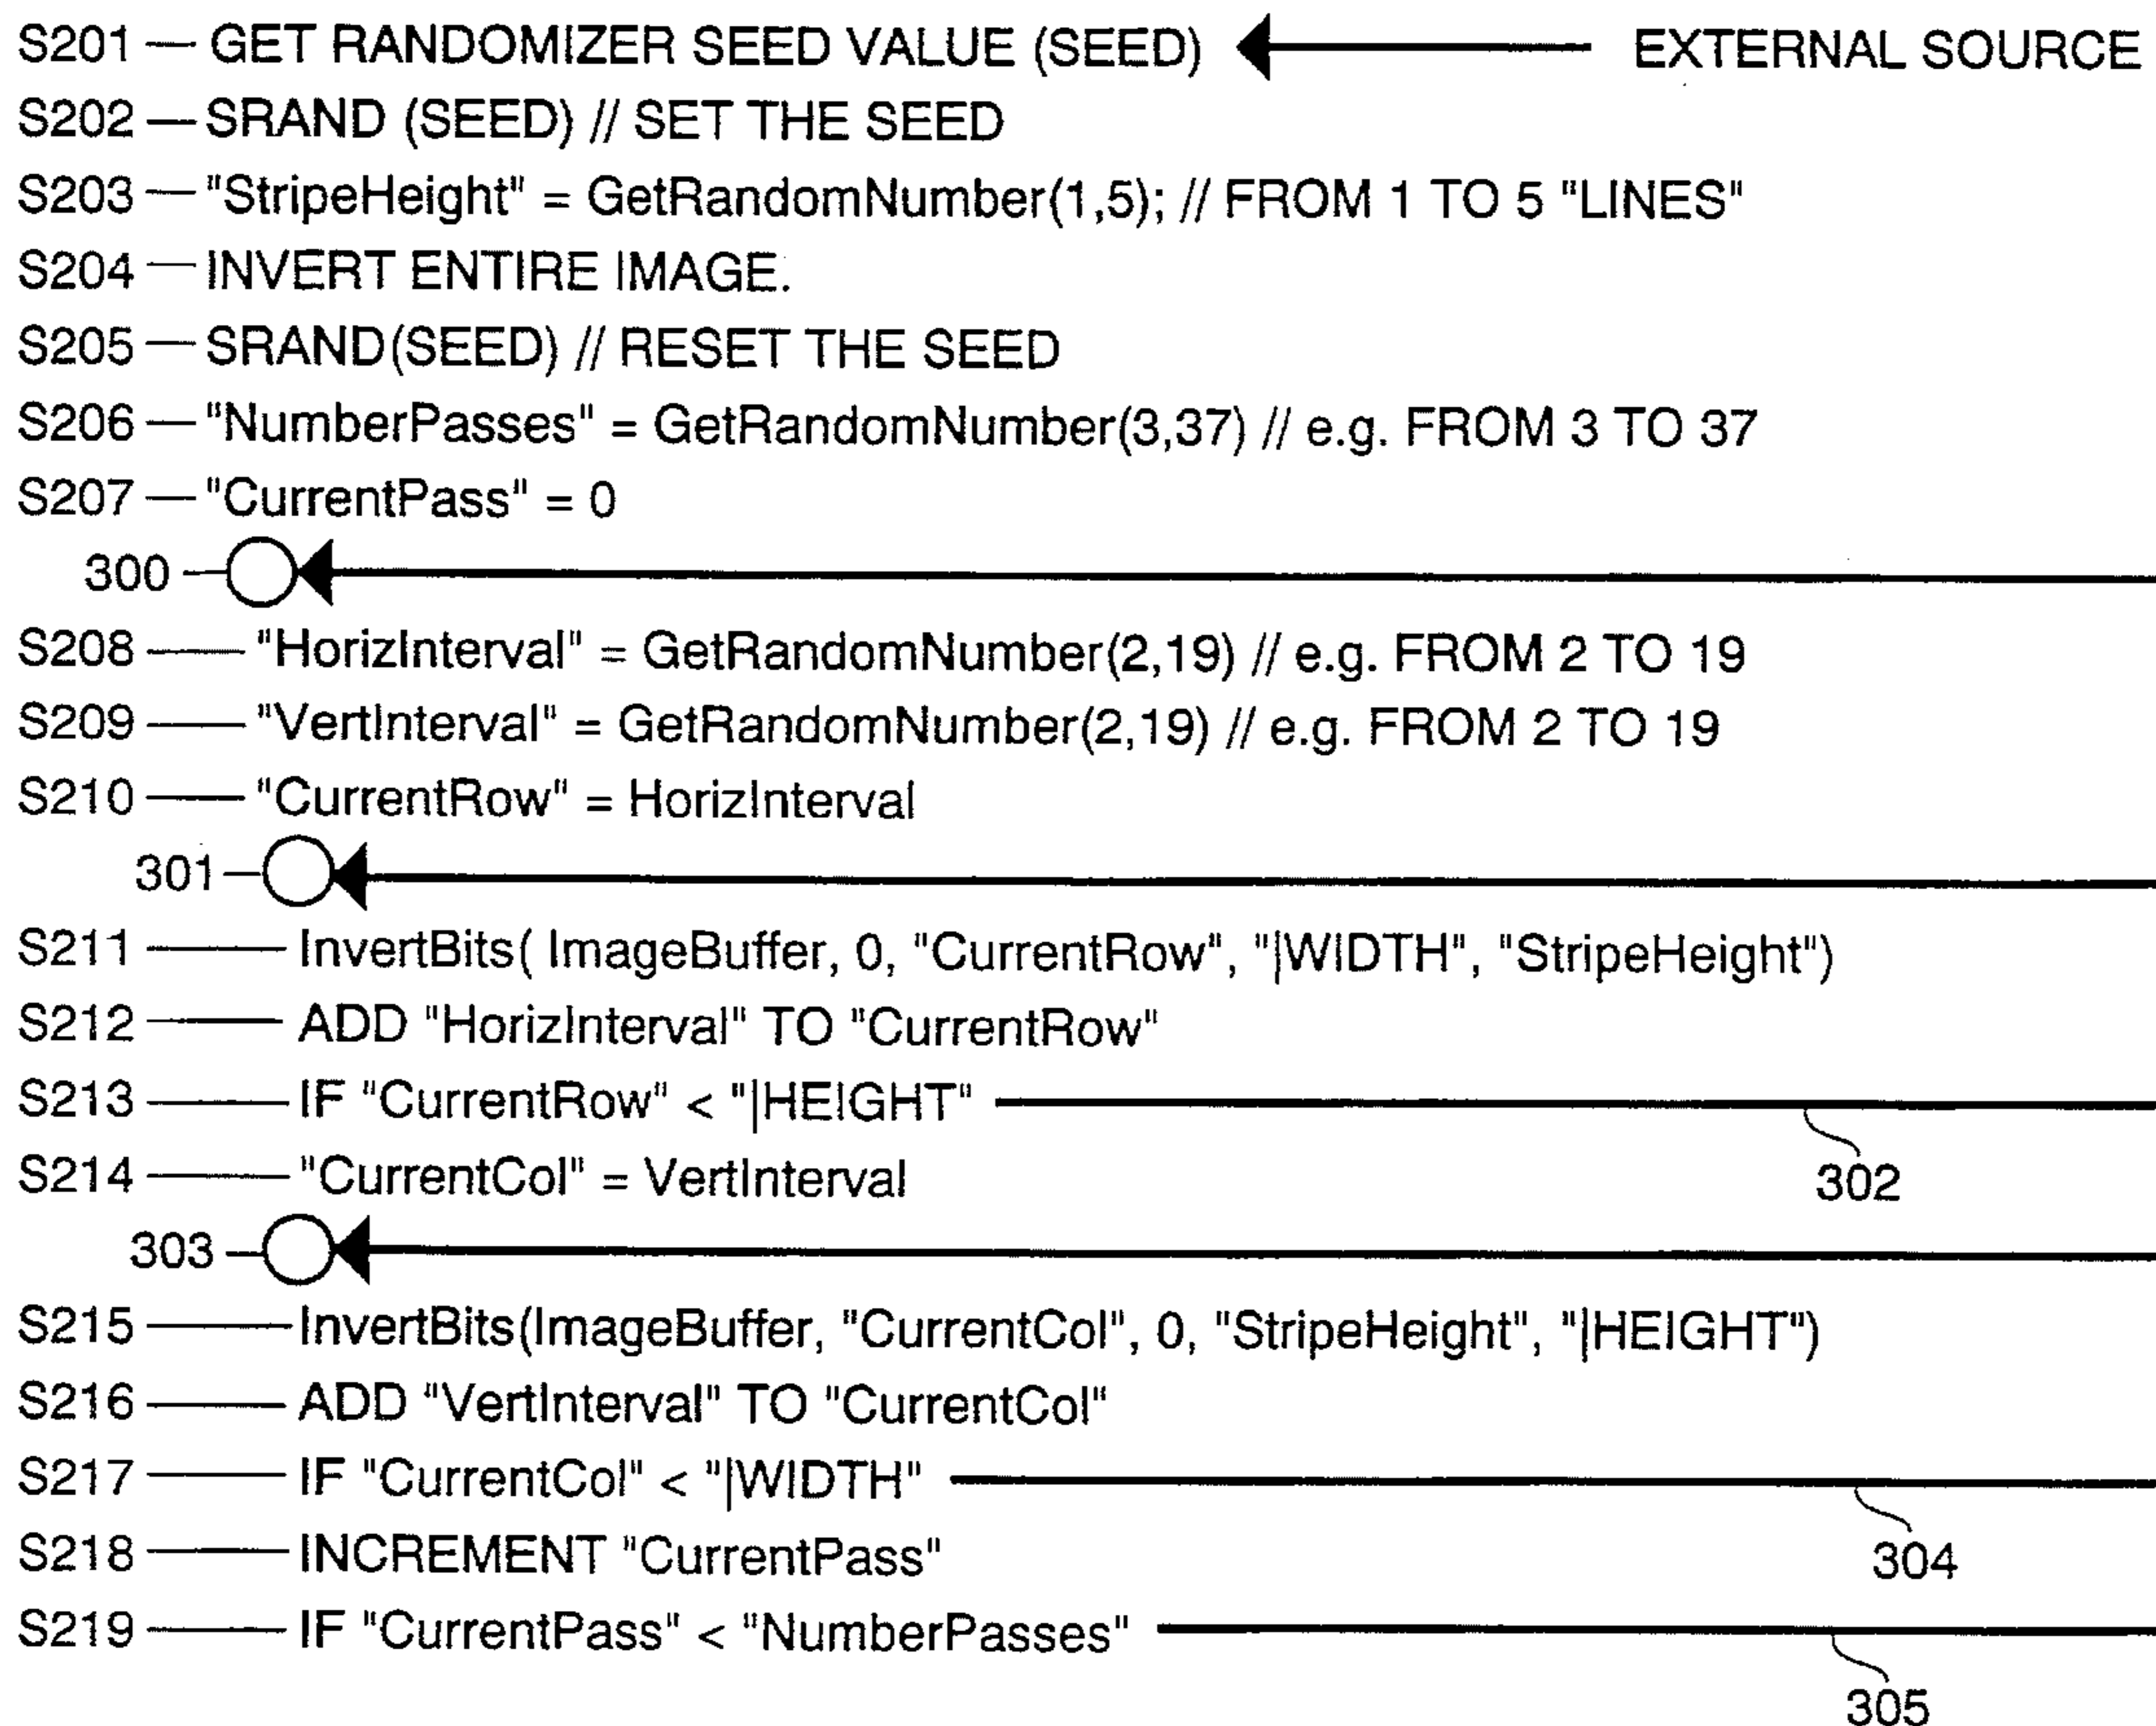 S201 — GET RANDOMIZER SEED VALUE (SEED) EXTERNAL SOURCE
S202 — SRAND (SEED) // SET THE SEED
S203 — "StripeHeight" = GetRandomNumber(1,5); // FROM 1 TO 5 "LINES"
S204 — INVERT ENTIRE IMAGE.
S205 — SRAND(SEED) // RESET THE SEED
S206 — "NumberPasses" = GetRandomNumber(3,37) // e.g. FROM 3 TO 37
S207 — "CurrentPass" = 0
300
S208 — "HorizInterval" = GetRandomNumber(2,19) // e.g. FROM 2 TO 19
S209 — "VertInterval" = GetRandomNumber(2,19) // e.g. FROM 2 TO 19
S210 — "CurrentRow" = HorizInterval
301
S211 — InvertBits( ImageBuffer, 0, "CurrentRow", "|WIDTH", "StripeHeight")
S212 — ADD "HorizInterval" TO "CurrentRow"
S213 — IF "CurrentRow" < "|HEIGHT"
302
S214 — "CurrentCol" = VertInterval
303
S215 — InvertBits(ImageBuffer, "CurrentCol", 0, "StripeHeight", "|HEIGHT")
S216 — ADD "VertInterval" TO "CurrentCol"
S217 — IF "CurrentCol" < "|WIDTH"
304
S218 — INCREMENT "CurrentPass"
S219 — IF "CurrentPass" < "NumberPasses"
305